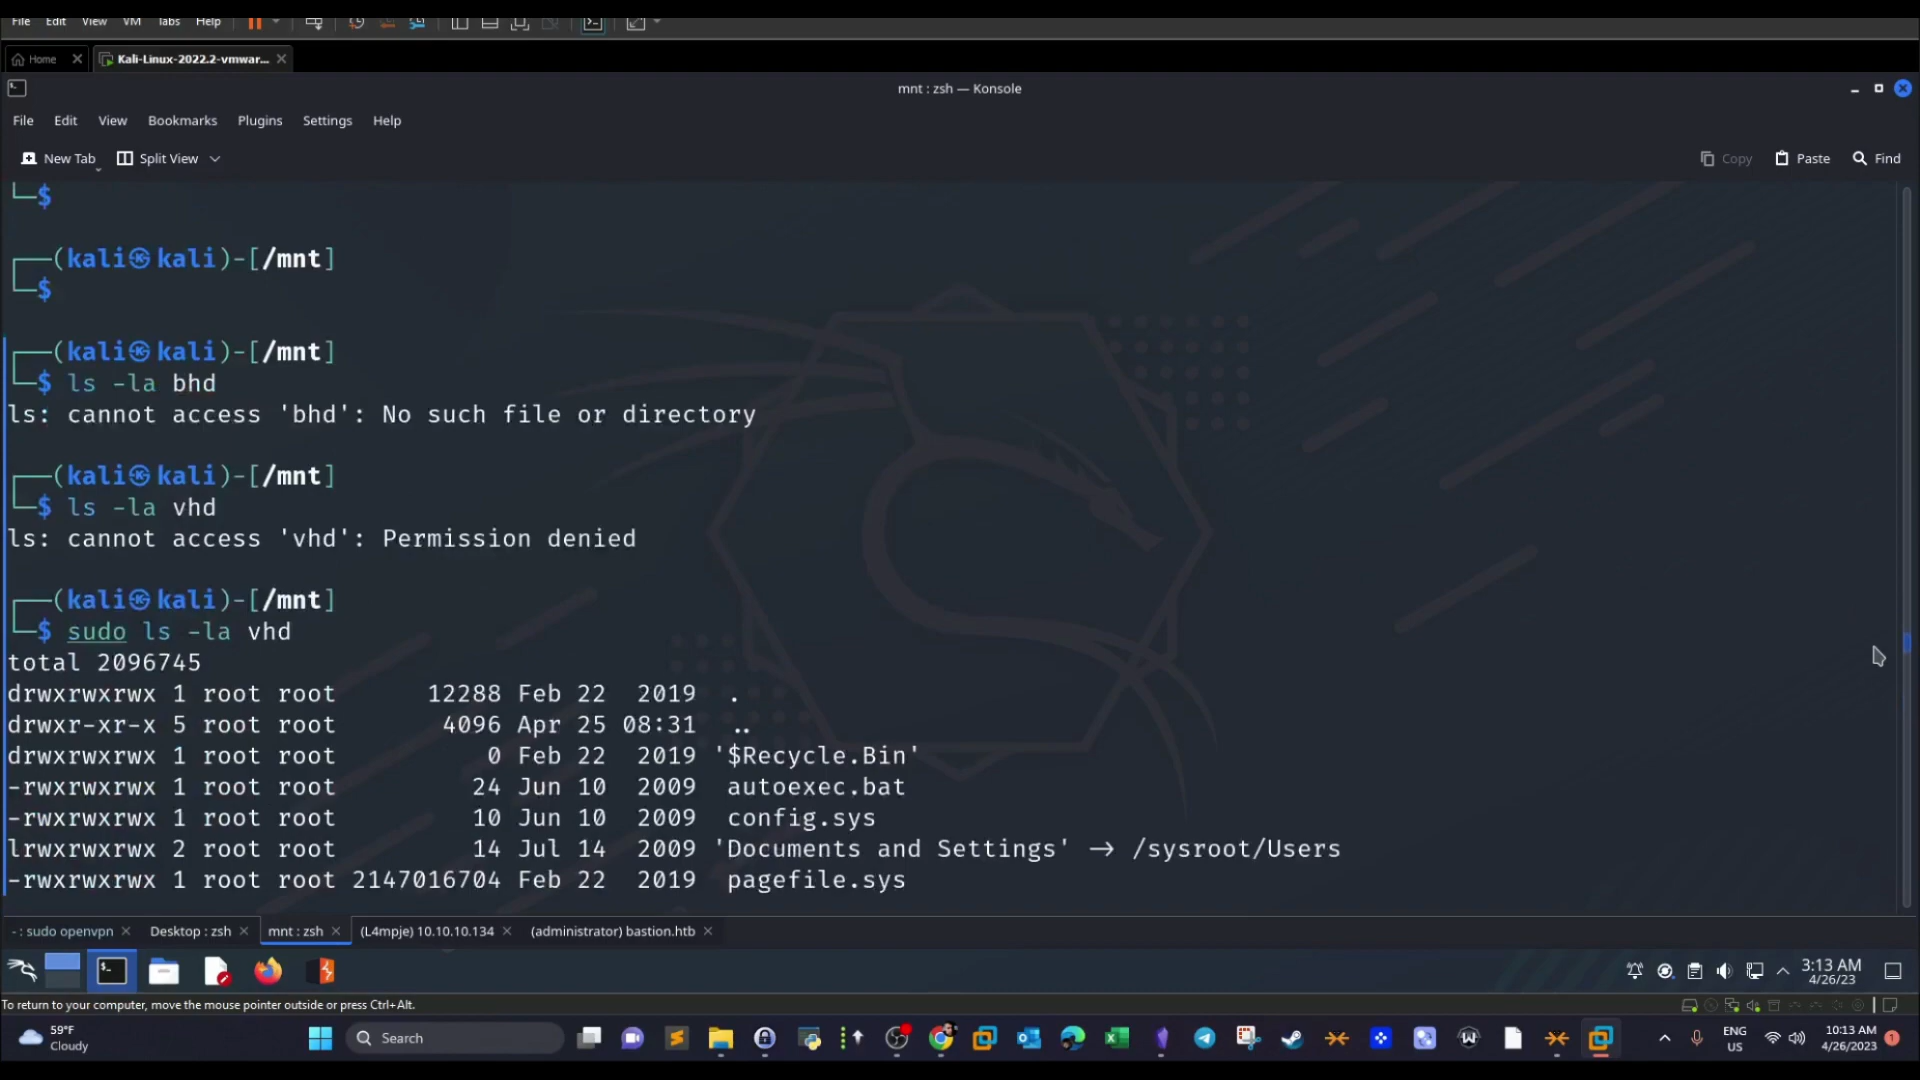 File Edit View VM Tabs Help
Home Kali-Linux-2022.2-vmwar...
mnt : zsh — Konsole
File Edit View Bookmarks Plugins Settings Help
New Tab Split View Copy Paste Find
└─$
┌──(kali㉿kali)-[/mnt]
└─$
┌──(kali㉿kali)-[/mnt]
└─$ ls -la bhd
ls: cannot access 'bhd': No such file or directory
┌──(kali㉿kali)-[/mnt]
└─$ ls -la vhd
ls: cannot access 'vhd': Permission denied
┌──(kali㉿kali)-[/mnt]
└─$ sudo ls -la vhd
total 2096745
drwxrwxrwx 1 root root 12288 Feb 22 2019 .
drwxr-xr-x 5 root root 4096 Apr 25 08:31 ..
drwxrwxrwx 1 root root 0 Feb 22 2019 '$Recycle.Bin'
-rwxrwxrwx 1 root root 24 Jun 10 2009 autoexec.bat
-rwxrwxrwx 1 root root 10 Jun 10 2009 config.sys
lrwxrwxrwx 2 root root 14 Jul 14 2009 'Documents and Settings' -> /sysroot/Users
-rwxrwxrwx 1 root root 2147016704 Feb 22 2019 pagefile.sys
~ : sudo openvpn Desktop : zsh mnt : zsh (L4mpje) 10.10.10.134 (administrator) bastion.htb
3:13 AM
4/26/23
To return to your computer, move the mouse pointer outside or press Ctrl+Alt.
59°F
Cloudy
Search
ENG
US
10:13 AM
4/26/2023
1